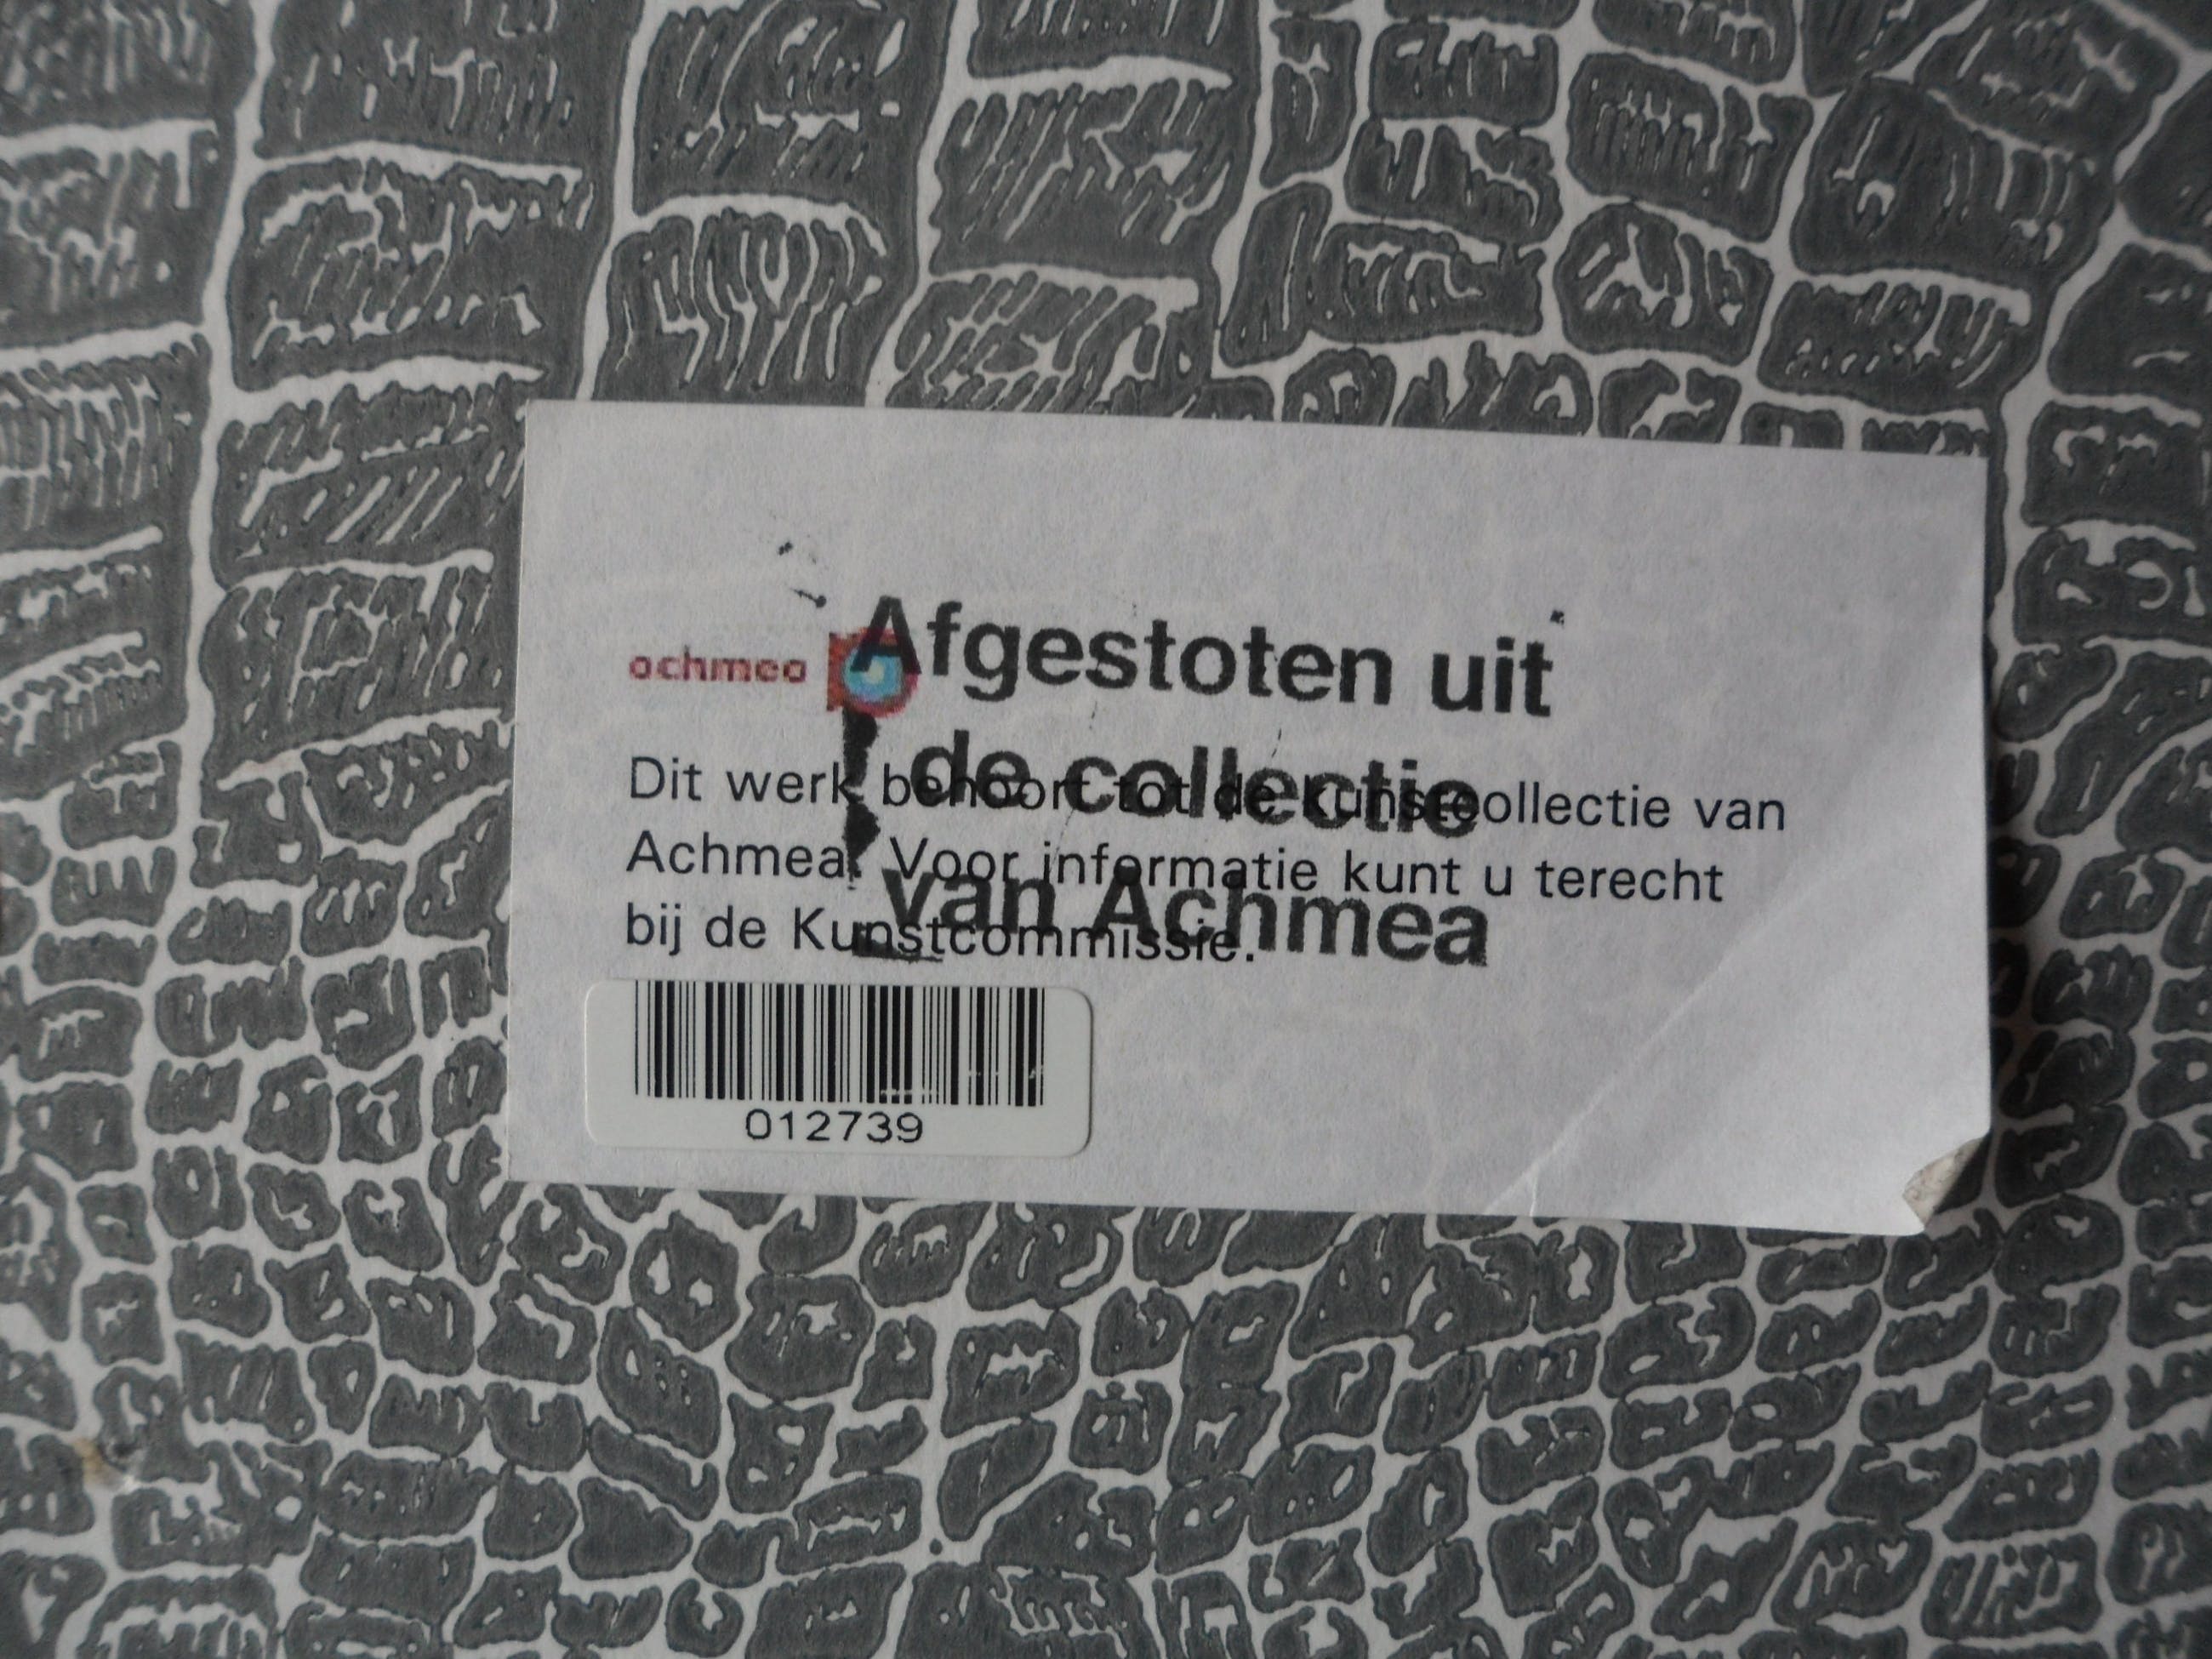 achmea
Afgestoten uit
de collectie
van Achmea
Dit werk behoort tot de kunstcollectie van
Achmea. Voor informatie kunt u terecht
bij de Kunstcommissie.
012739